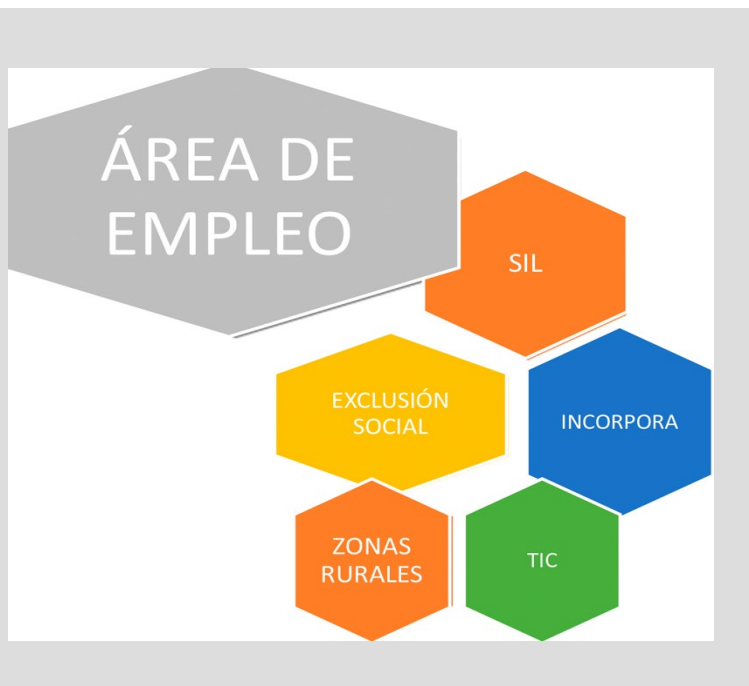 ÁREA DE
EMPLEO
SIL
EXCLUSIÓN
SOCIAL
INCORPORA
ZONAS
RURALES
TIC